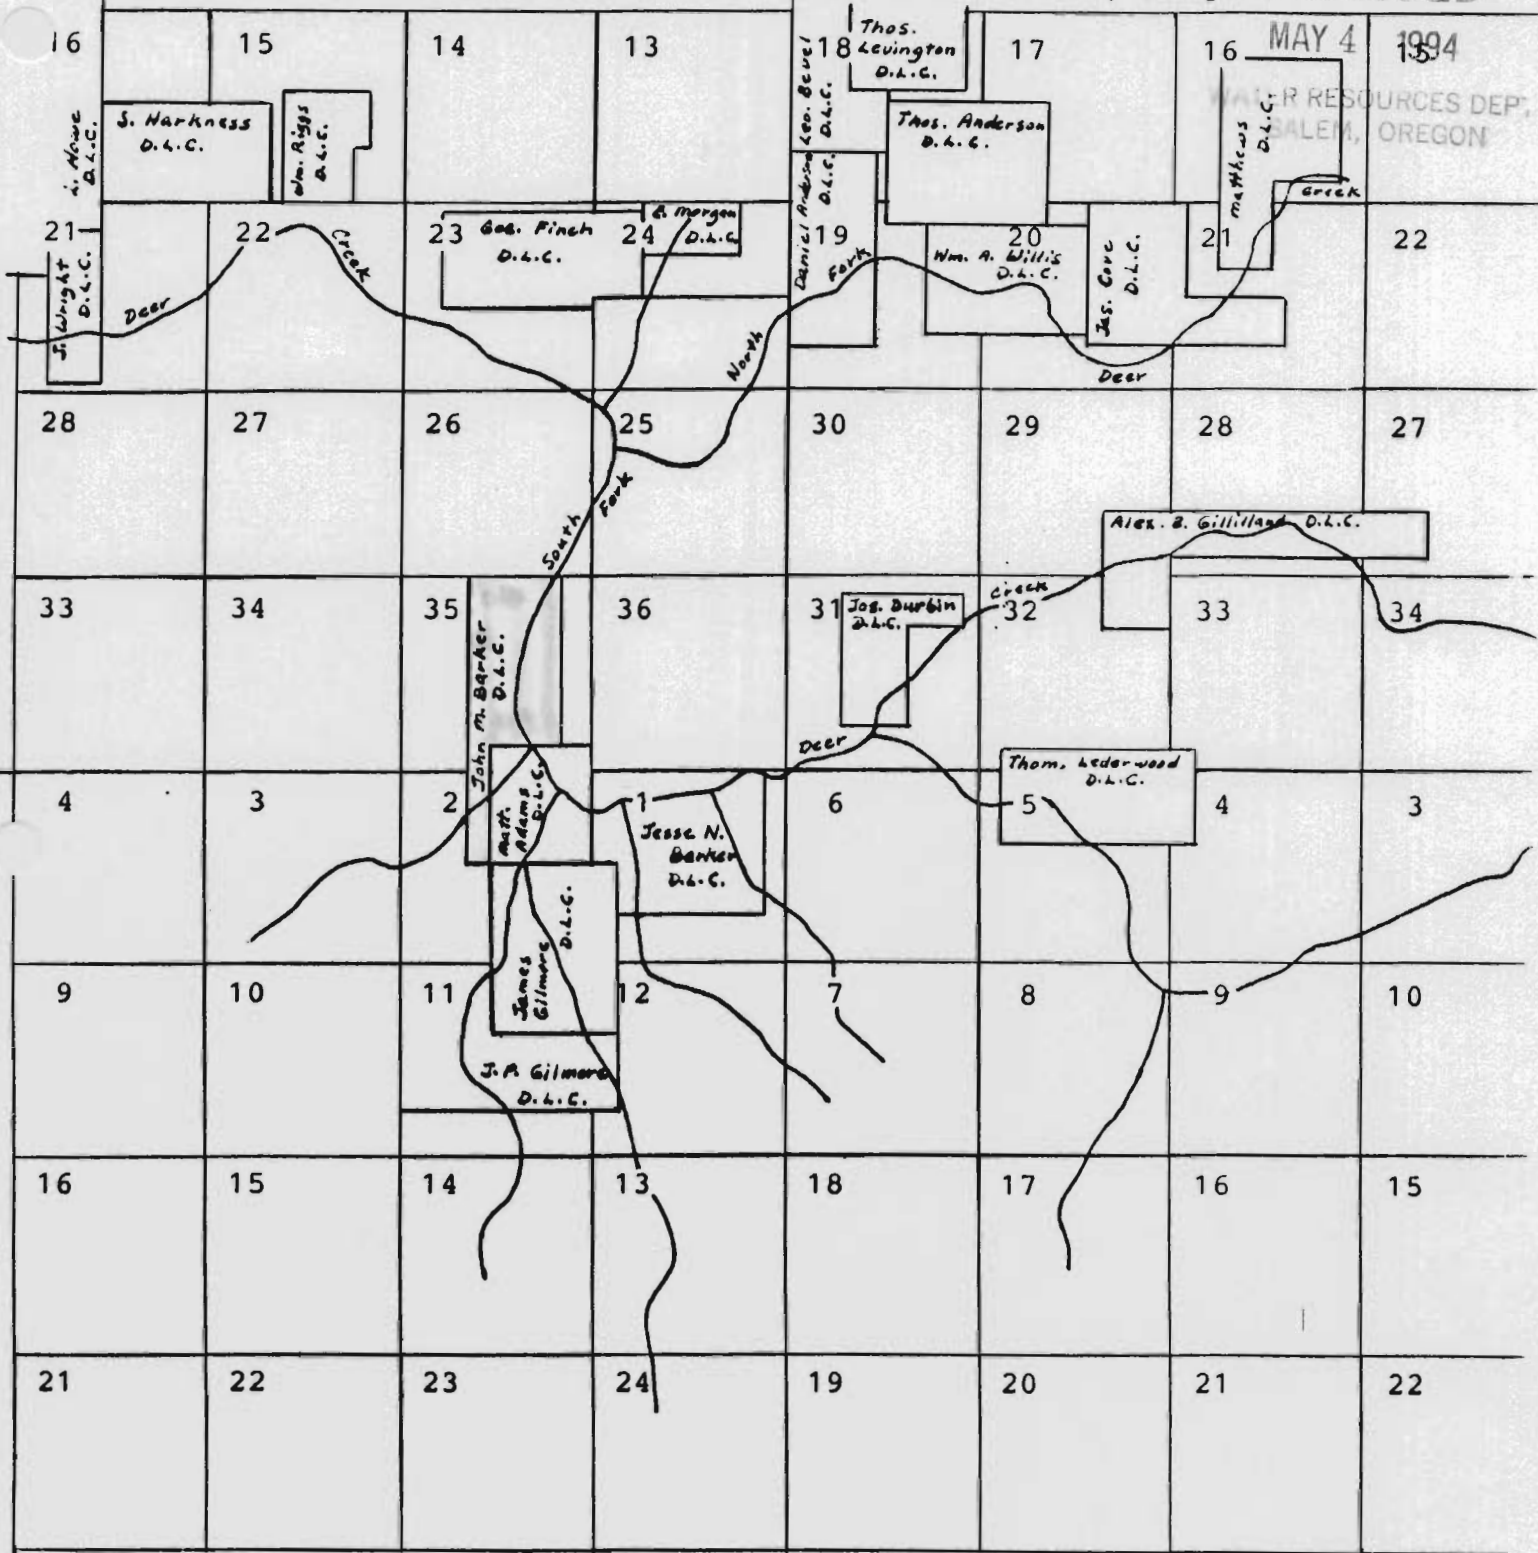 16
15
14
13
18
17
16
15
MAY 4 1994
WATER RESOURCES DEPT.
SALEM, OREGON
Thos.
Levington
D.L.C.
Leo. Bevel
D.L.C.
S. Harkness
D.L.C.
Wm. Riggs
D.L.C.
D.L.C.
Thos. Anderson
D.L.C.
Matthews
D.L.C.
Creek
21
22
23
24
19
20
21
22
J. Wright
D.L.C.
Deer
Creek
Geo. Finch
D.L.C.
E. Morgan
D.L.C.
Daniel Anderson
D.L.C.
North
Fork
Wm. A. Willis
D.L.C.
Jas. Cove
D.L.C.
Deer
28
27
26
25
30
29
28
27
South
Fork
Alex. B. Gillilland D.L.C.
33
34
35
36
31
32
33
34
John M. Barker
D.L.C.
Jos. Durbin
D.L.C.
Creek
Deer
4
3
2
1
6
5
4
3
Matt.
Adams
D.L.C.
Jesse N.
Barker
D.L.C.
Thom. Lederwood
D.L.C.
9
10
11
12
7
8
9
10
James
Gilmore
D.L.C.
J.P. Gilmore
D.L.C.
16
15
14
13
18
17
16
15
21
22
23
24
19
20
21
22